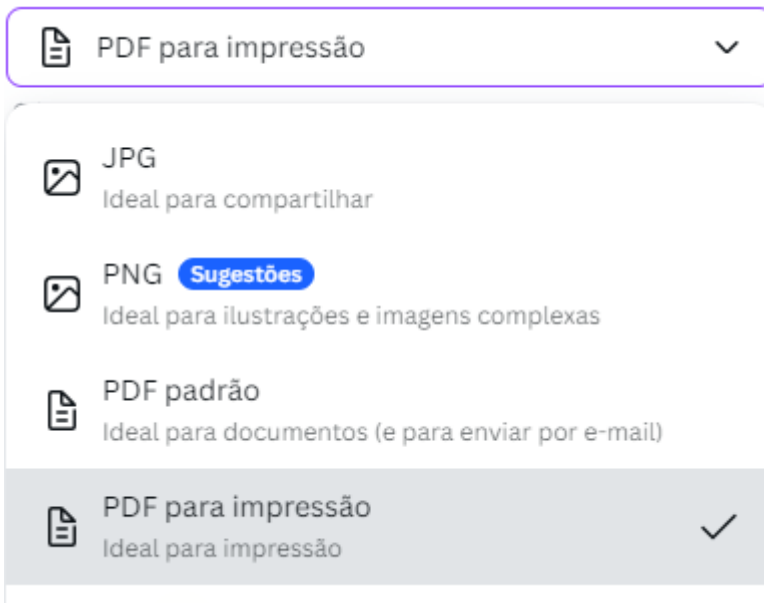 PDF para impressão
JPG
Ideal para compartilhar
PNG Sugestões
Ideal para ilustrações e imagens complexas
PDF padrão
Ideal para documentos (e para enviar por e-mail)
PDF para impressão
Ideal para impressão